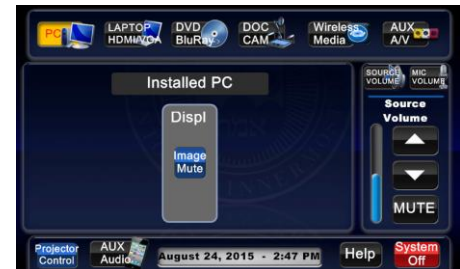 PC
LAPTOP
HDMI/VGA
DVD
BluRay
DOC
CAM
Wireless
Media
AUX
A/V
Installed PC
Displ
Image
Mute
SOURCE
VOLUME
MIC
VOLUME
Source
Volume
MUTE
Projector
Control
AUX
Audio
August 24, 2015 - 2:47 PM
Help
System
Off